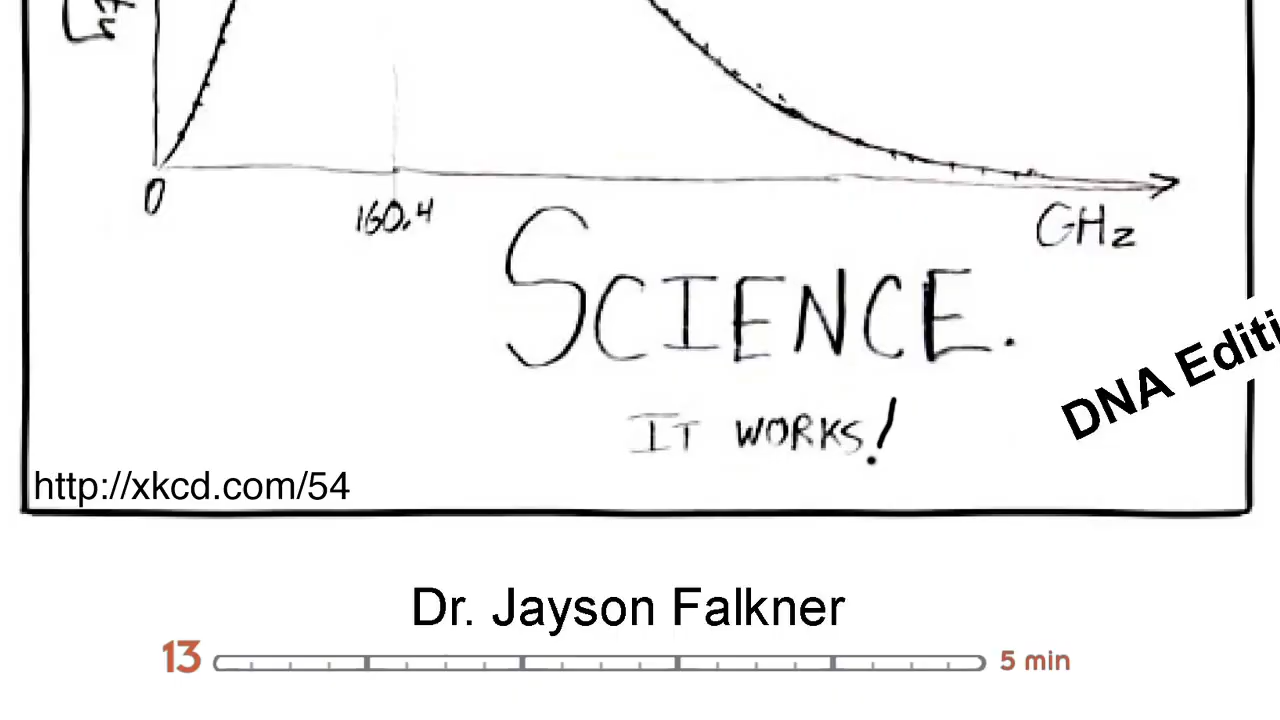 0
160.4
GHz
SCIENCE.
IT WORKS!
DNA Editi
http://xkcd.com/54
Dr. Jayson Falkner
13
5 min